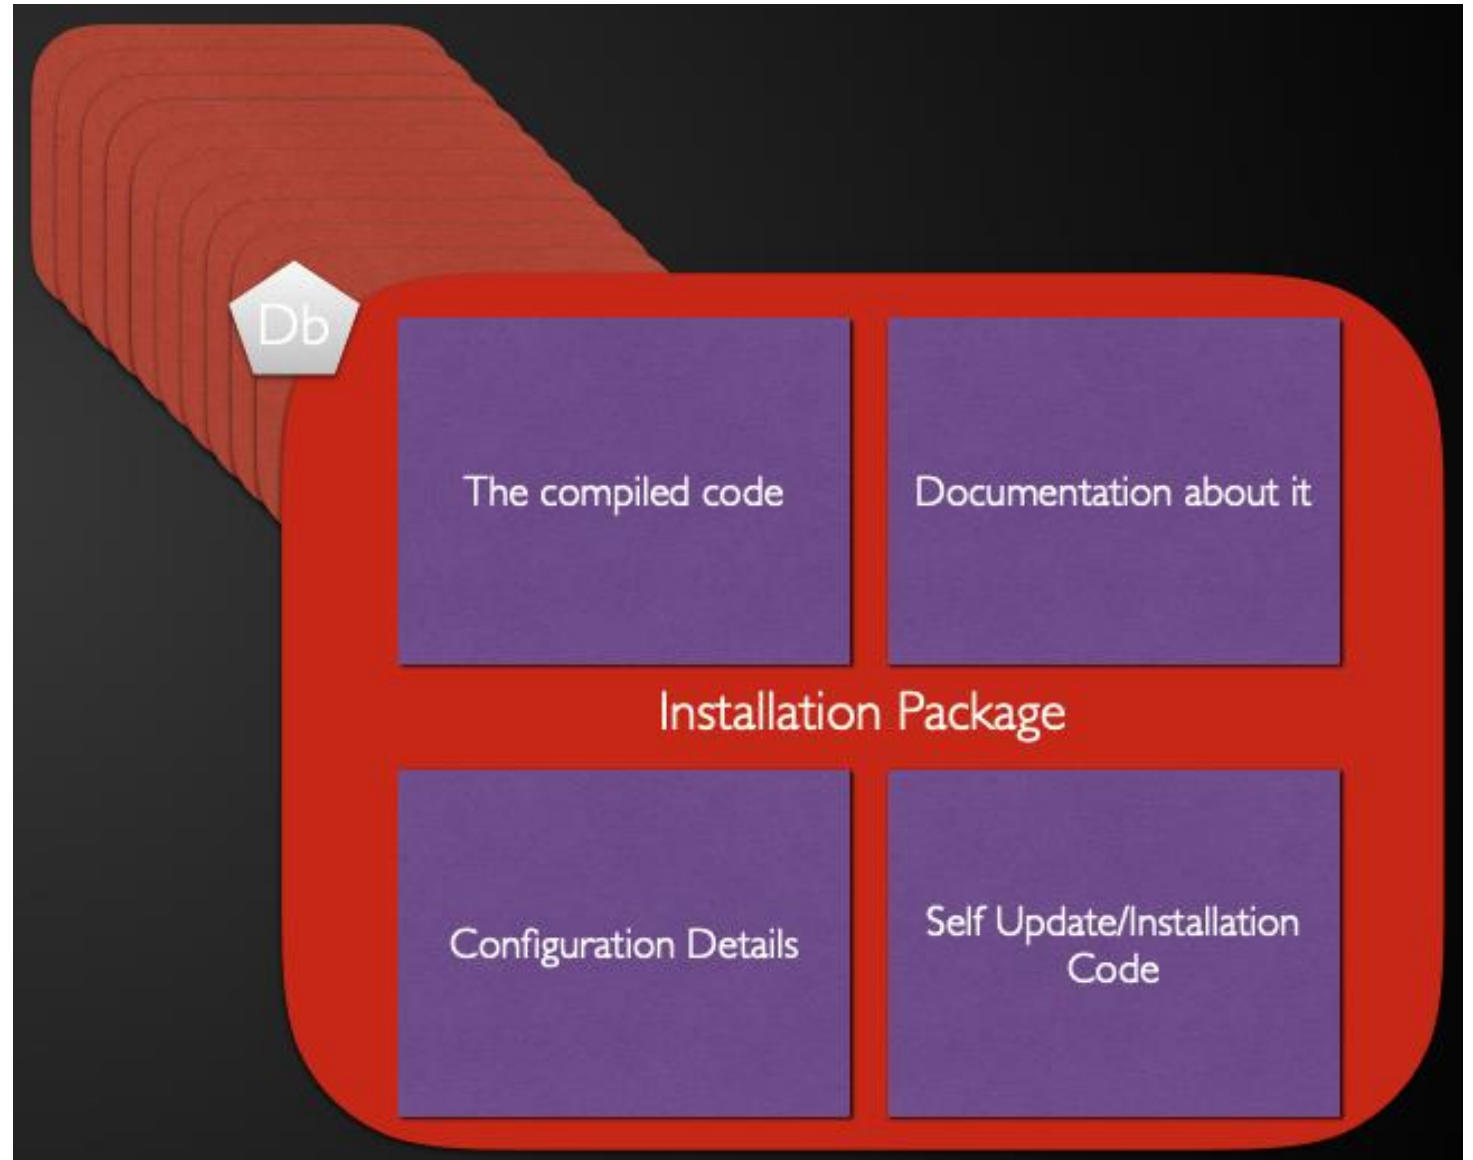 Db
The compiled code
Documentation about it
Installation Package
Configuration Details
Self Update/Installation
Code